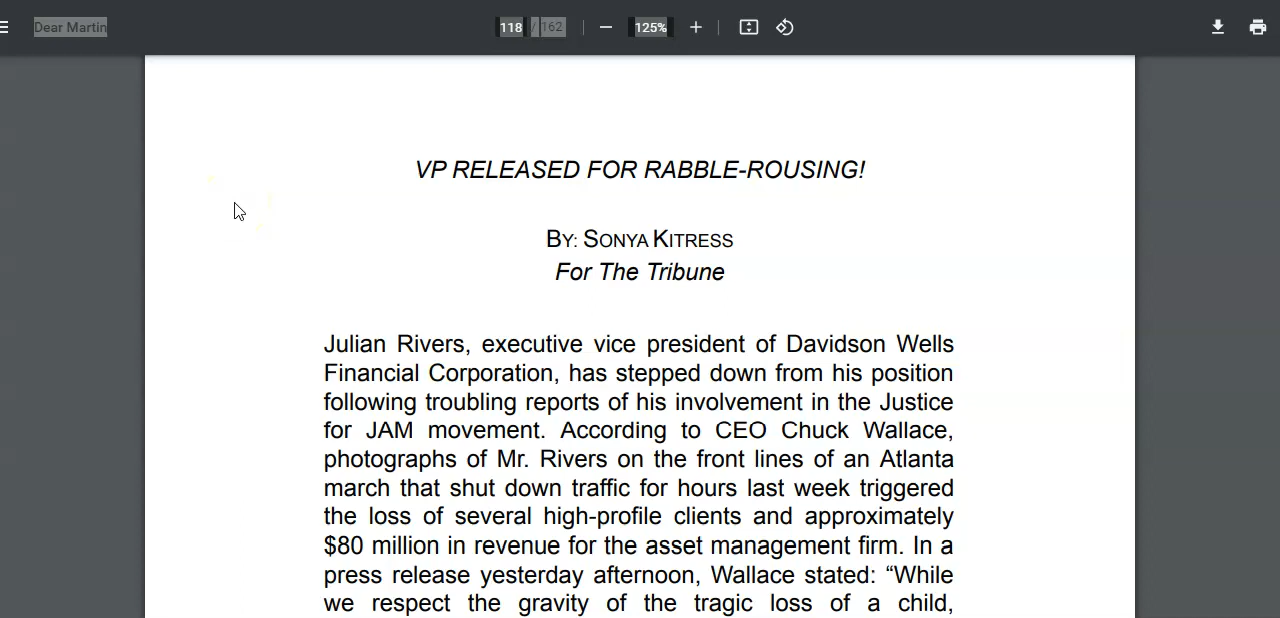 Dear Martin 118 / 162 125%
VP RELEASED FOR RABBLE-ROUSING!
BY: SONYA KITRESS
For The Tribune
Julian Rivers, executive vice president of Davidson Wells
Financial Corporation, has stepped down from his position
following troubling reports of his involvement in the Justice
for JAM movement. According to CEO Chuck Wallace,
photographs of Mr. Rivers on the front lines of an Atlanta
march that shut down traffic for hours last week triggered
the loss of several high-profile clients and approximately
$80 million in revenue for the asset management firm. In a
press release yesterday afternoon, Wallace stated: “While
we respect the gravity of the tragic loss of a child,